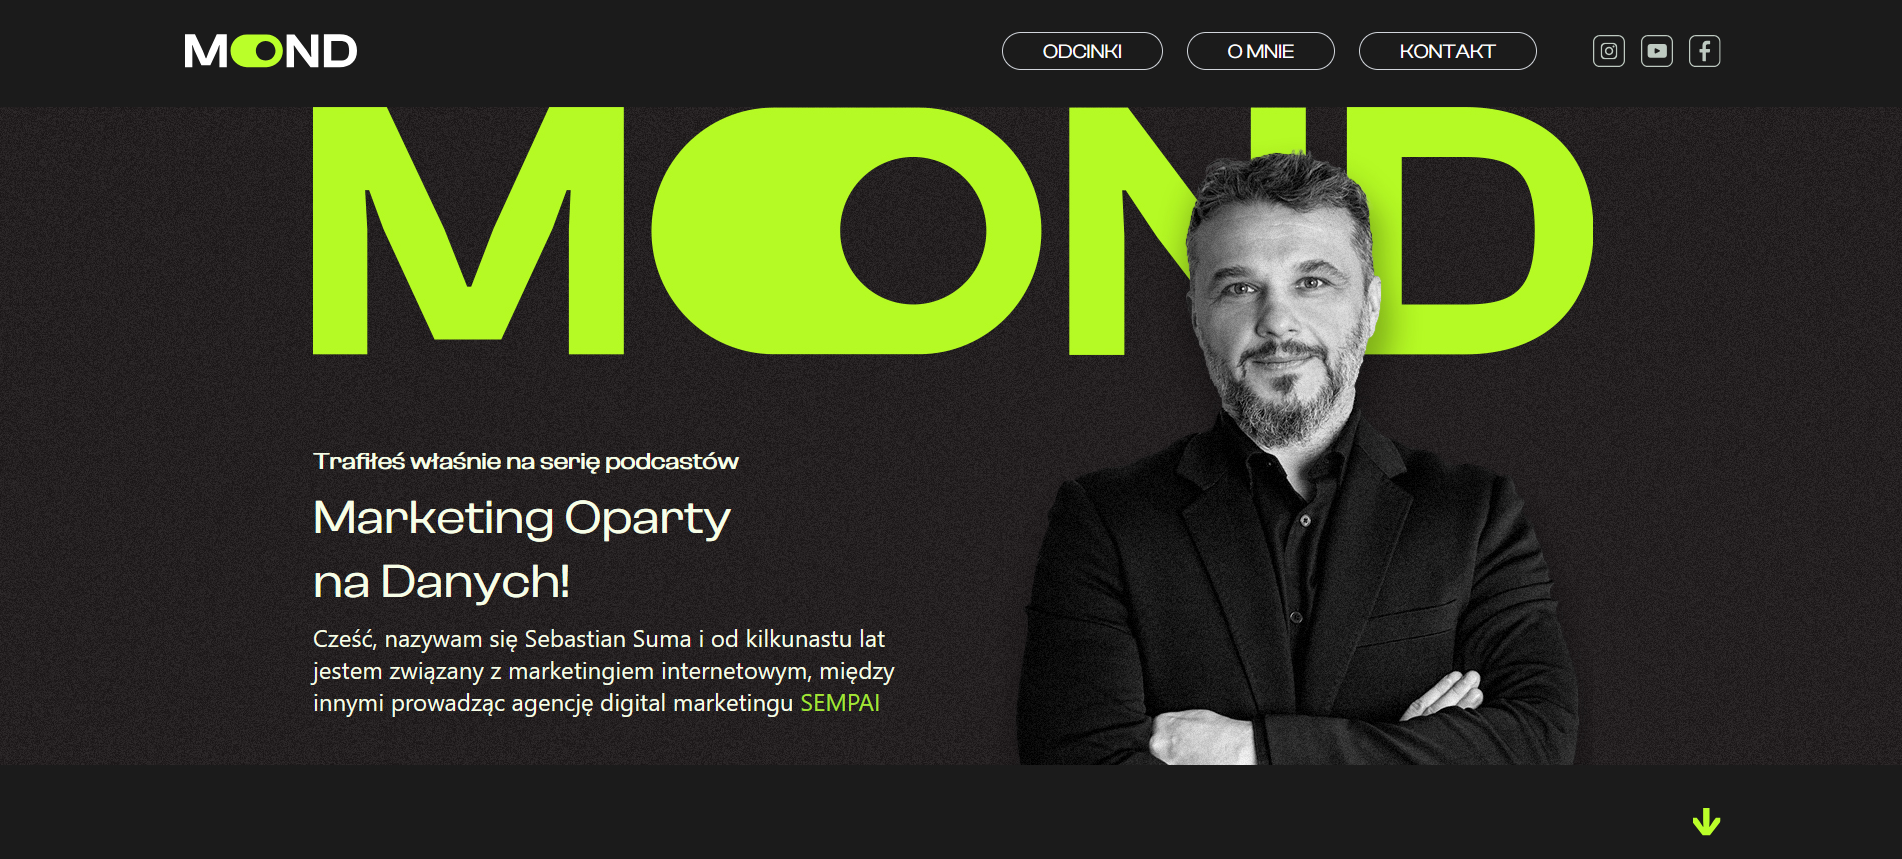 MOND
ODCINKI
O MNIE
KONTAKT
MOND
Trafiłeś właśnie na serię podcastów
Marketing Oparty
na Danych!
Cześć, nazywam się Sebastian Suma i od kilkunastu lat
jestem związany z marketingiem internetowym, między
innymi prowadząc agencję digital marketingu SEMPAI